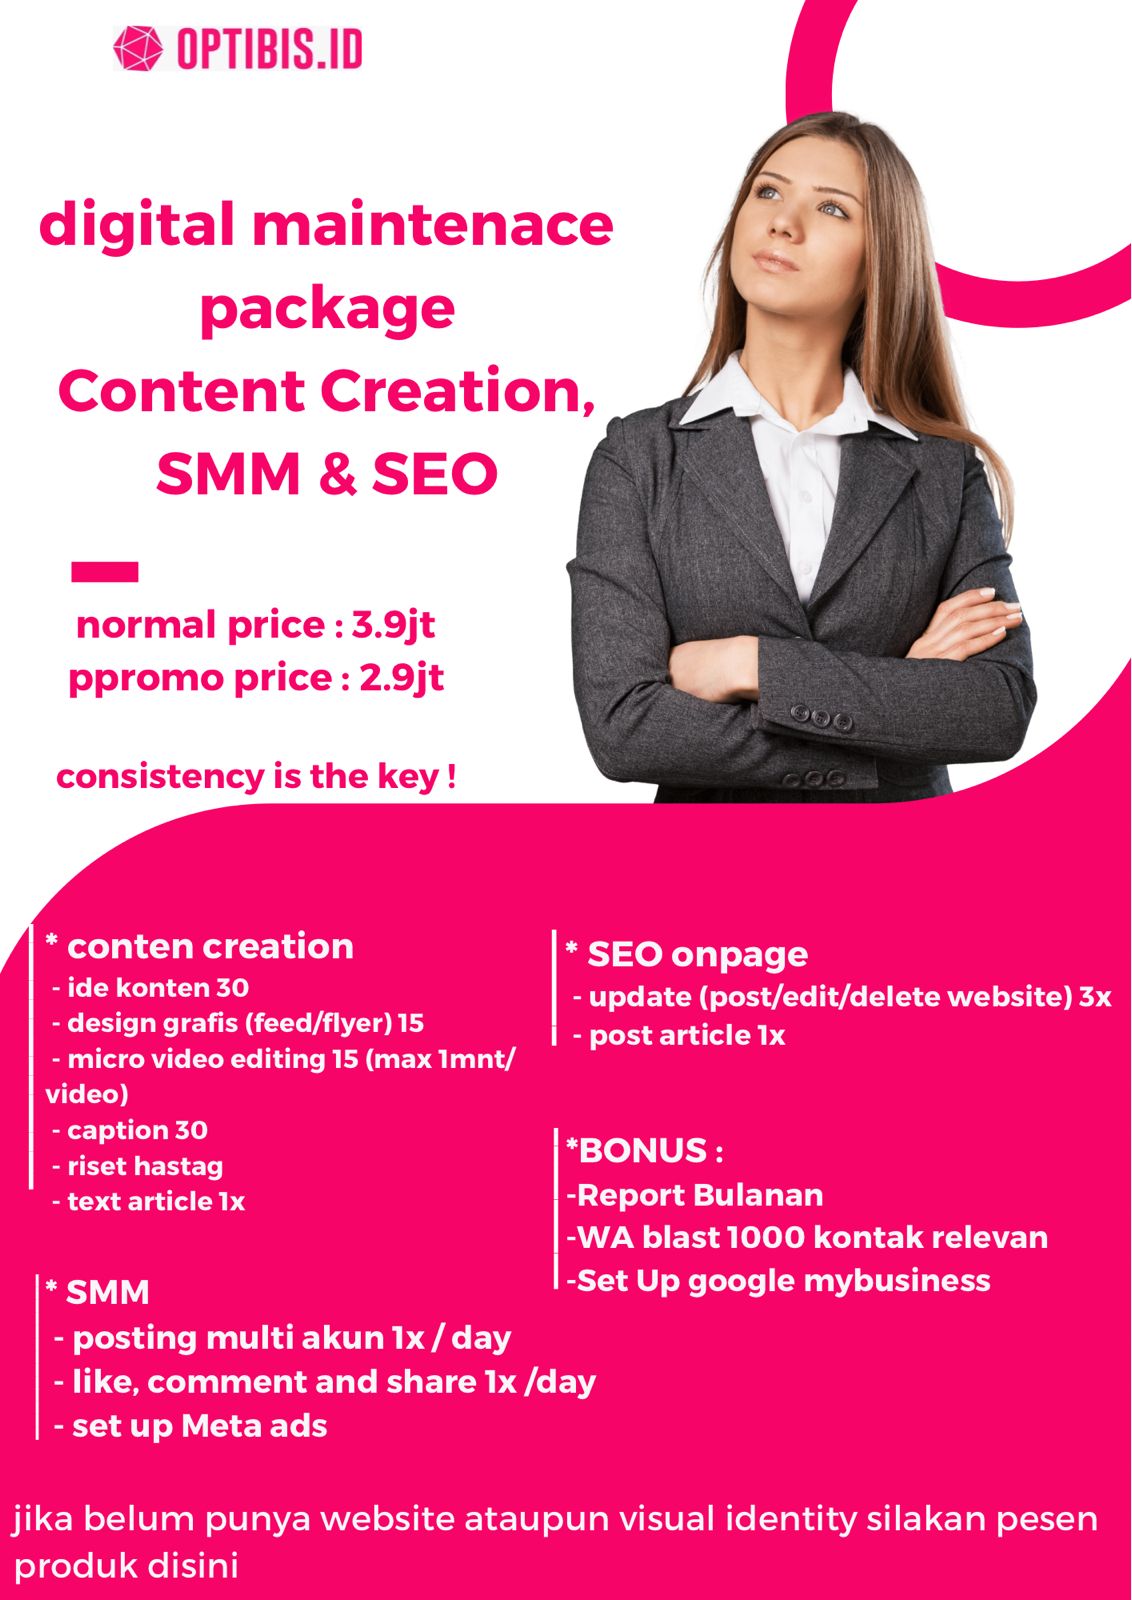 OPTIBIS.ID
digital maintenace
package
Content Creation,
SMM & SEO
normal price : 3.9jt
ppromo price : 2.9jt
consistency is the key !
* conten creation
- ide konten 30
- design grafis (feed/flyer) 15
- micro video editing 15 (max 1mnt/
video)
- caption 30
- riset hastag
- text article 1x
* SMM
- posting multi akun 1x / day
- like, comment and share 1x /day
- set up Meta ads
* SEO onpage
- update (post/edit/delete website) 3x
- post article 1x
*BONUS :
-Report Bulanan
-WA blast 1000 kontak relevan
-Set Up google mybusiness
jika belum punya website ataupun visual identity silakan pesen
produk disini